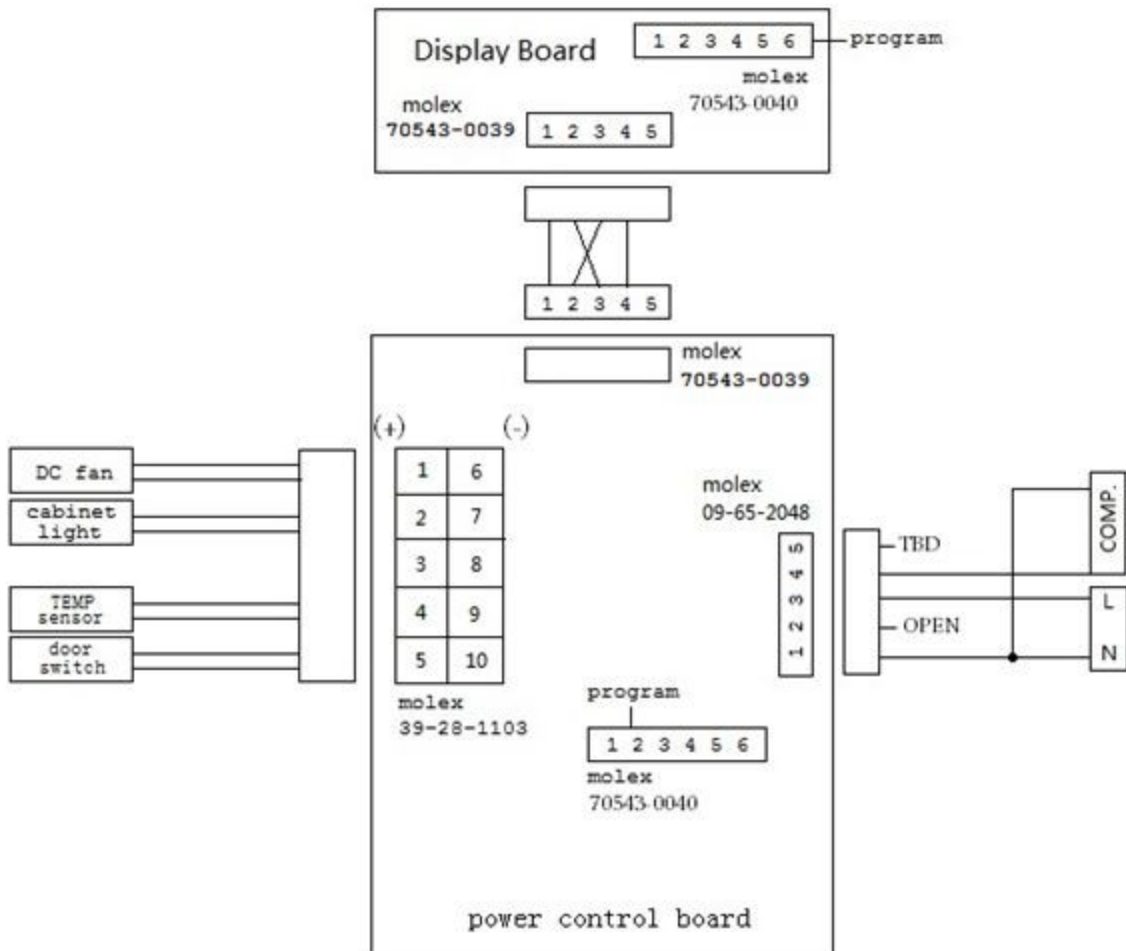 Display Board
1 2 3 4 5 6
program
molex
70543-0040
molex
70543-0039
1 2 3 4 5
1 2 3 4 5
molex
70543-0039
(+)
(-)
DC fan
cabinet
light
TEMP
sensor
door
switch
1 6
2 7
3 8
4 9
5 10
molex
39-28-1103
molex
09-65-2048
1 2 3 4 5
TBD
OPEN
COMP.
L
N
program
1 2 3 4 5 6
molex
70543-0040
power control board